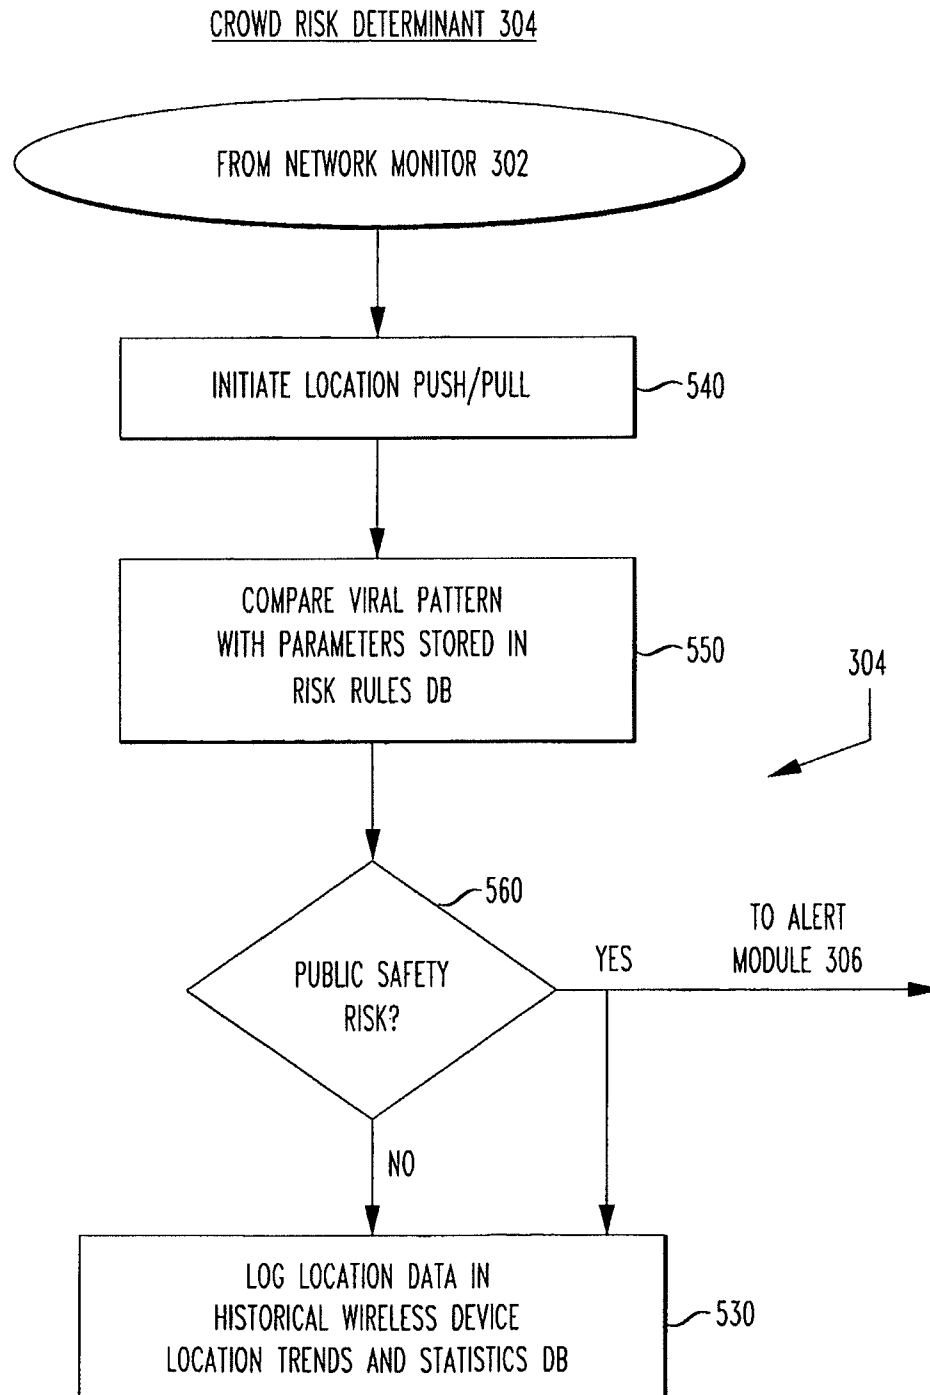 CROWD RISK DETERMINANT 304
FROM NETWORK MONITOR 302
INITIATE LOCATION PUSH/PULL
540
COMPARE VIRAL PATTERN
WITH PARAMETERS STORED IN
RISK RULES DB
550
304
560
PUBLIC SAFETY
RISK?
YES
TO ALERT
MODULE 306
NO
LOG LOCATION DATA IN
HISTORICAL WIRELESS DEVICE
LOCATION TRENDS AND STATISTICS DB
530